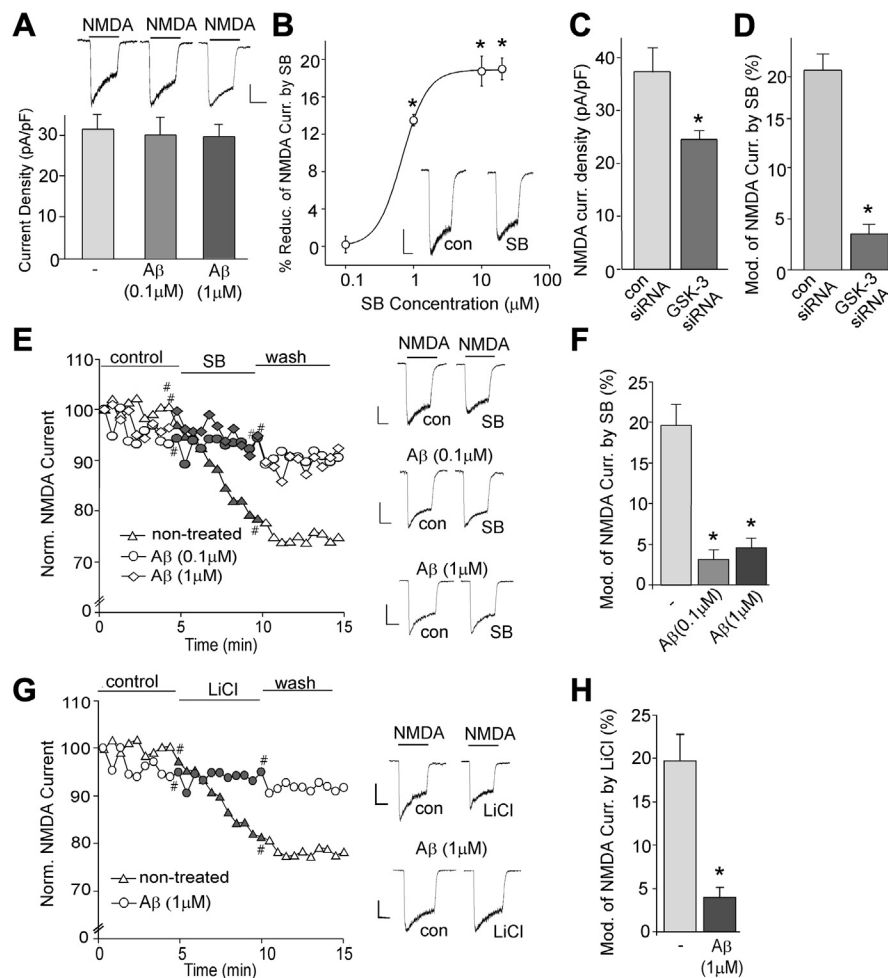 A
NMDA NMDA NMDA
Current Density (pA/pF)
30
20
10
0
-
Aβ
(0.1μM)
Aβ
(1μM)
B
% Reduc. of NMDA Curr. by SB
20
16
12
8
4
0
*
*
*
con
SB
0.1 1 10 100
SB Concentration (μM)
C
NMDA curr. density (pA/pF)
40
30
20
10
0
*
con
siRNA
GSK-3
siRNA
D
Mod. of NMDA Curr. by SB (%)
20
15
10
5
0
*
con
siRNA
GSK-3
siRNA
E
control SB wash
Norm. NMDA Current
110
100
90
80
70
0
#
#
#
#
#
#
non-treated
Aβ (0.1μM)
Aβ (1μM)
0 5 10 15
Time (min)
NMDA NMDA
con SB
Aβ (0.1μM)
con SB
Aβ (1μM)
con SB
F
Mod. of NMDA Curr. by SB (%)
25
20
15
10
5
0
*
*
-
Aβ(0.1μM)
Aβ(1μM)
G
control LiCl wash
Norm. NMDA Current
110
100
90
80
70
0
#
#
#
#
non-treated
Aβ (1μM)
0 5 10 15
Time (min)
NMDA NMDA
con LiCl
Aβ (1μM)
con LiCl
H
Mod. of NMDA Curr. by LiCl (%)
25
20
15
10
5
0
*
-
Aβ
(1μM)